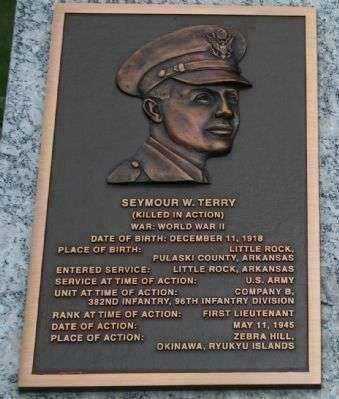 SEYMOUR W. TERRY
(KILLED IN ACTION)
WAR: WORLD WAR II
DATE OF BIRTH: DECEMBER 11, 1918
PLACE OF BIRTH: LITTLE ROCK,
PULASKI COUNTY, ARKANSAS
ENTERED SERVICE: LITTLE ROCK, ARKANSAS
SERVICE AT TIME OF ACTION: U.S. ARMY
UNIT AT TIME OF ACTION: COMPANY B,
382ND INFANTRY, 96TH INFANTRY DIVISION
RANK AT TIME OF ACTION: FIRST LIEUTENANT
DATE OF ACTION: MAY 11, 1945
PLACE OF ACTION: ZEBRA HILL,
OKINAWA, RYUKYU ISLANDS